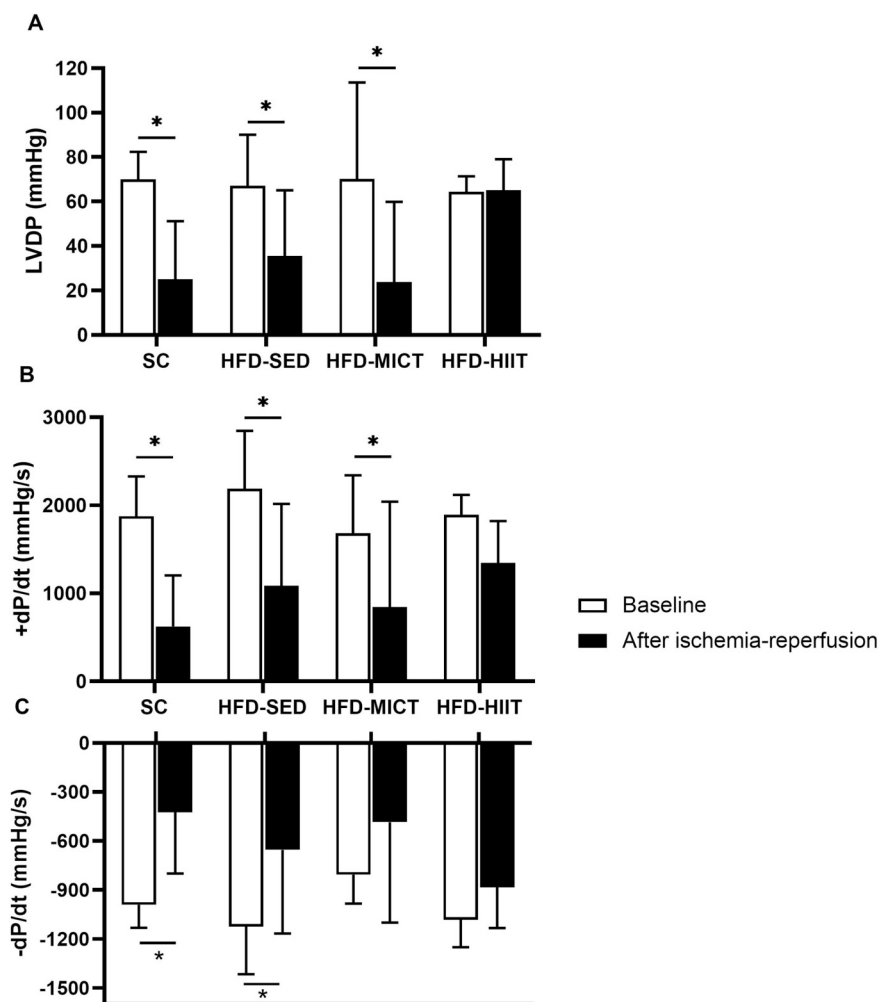 A
LVDP (mmHg)
120
100
80
60
40
20
0
*
*
*
SC
HFD-SED
HFD-MICT
HFD-HIIT
B
+dP/dt (mmHg/s)
3000
2000
1000
0
*
*
*
SC
HFD-SED
HFD-MICT
HFD-HIIT
Baseline
After ischemia-reperfusion
C
-dP/dt (mmHg/s)
0
-300
-600
-900
-1200
-1500
*
*